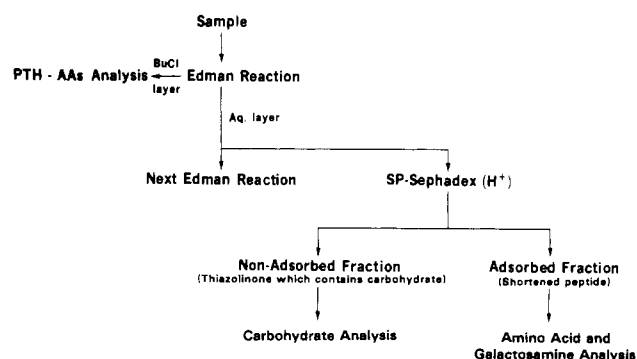 Sample
BuCl
PTH - AAs Analysis
Edman Reaction
layer
Aq. layer
Next Edman Reaction
SP-Sephadex (H⁺)
Non-Adsorbed Fraction
(Thiazolinone which contains carbohydrate)
Adsorbed Fraction
(Shortened peptide)
Carbohydrate Analysis
Amino Acid and
Galactosamine Analysis